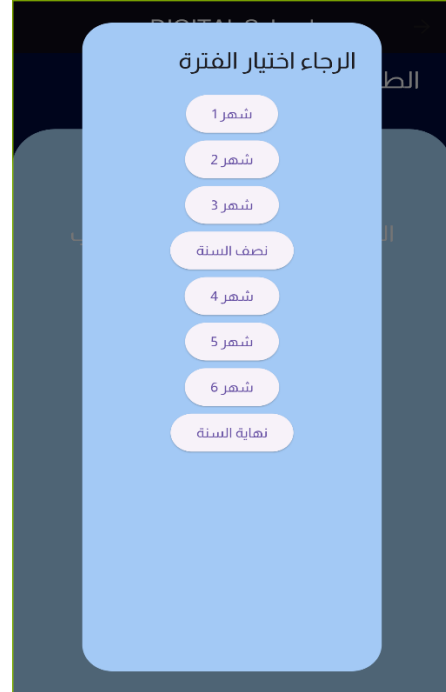 الرجاء اختيار الفترة
شهر 1
شهر 2
شهر 3
نصف السنة
شهر 4
شهر 5
شهر 6
نهاية السنة